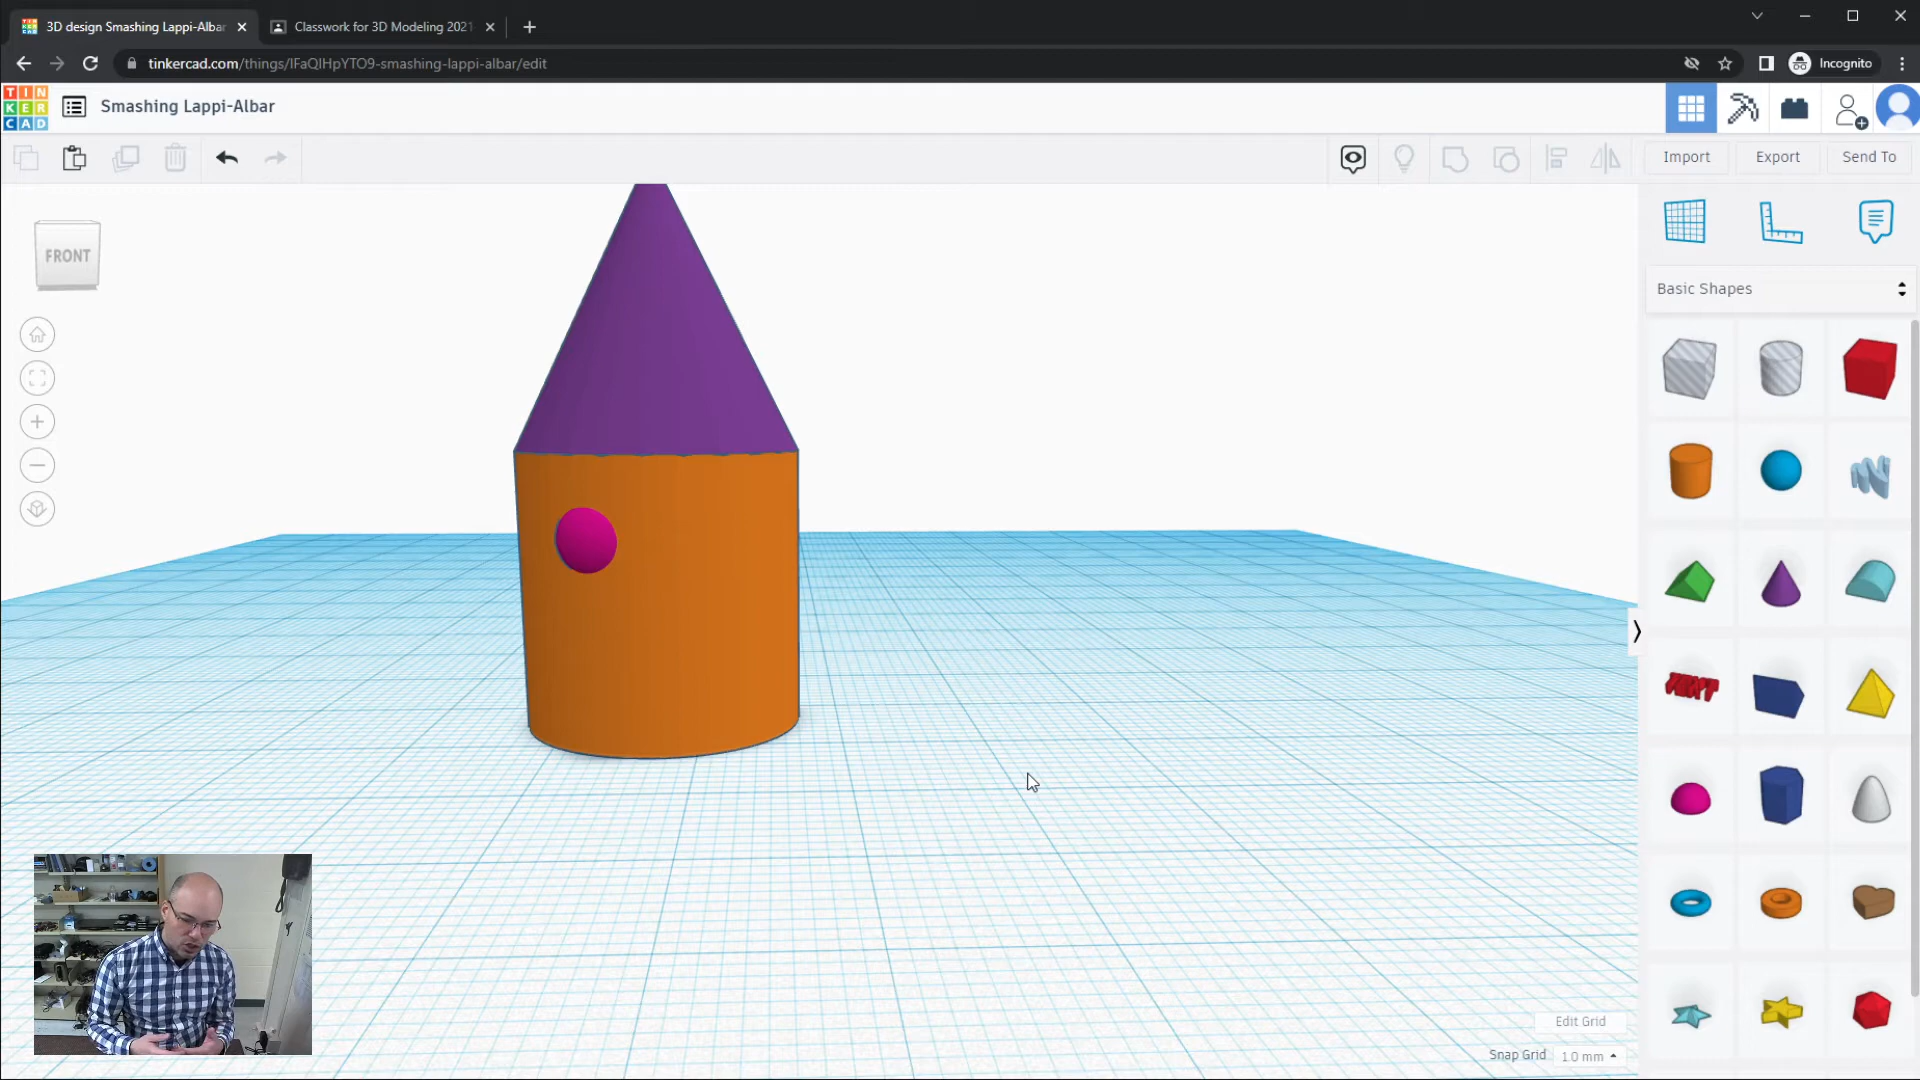 3D design Smashing Lappi-Albar
Classwork for 3D Modeling 2021
tinkercad.com/things/lFaQlHpYTO9-smashing-lappi-albar/edit
Incognito
TIN
KER
CAD
Smashing Lappi-Albar
Import
Export
Send To
FRONT
Basic Shapes
TEXT
Edit Grid
Snap Grid 1.0 mm